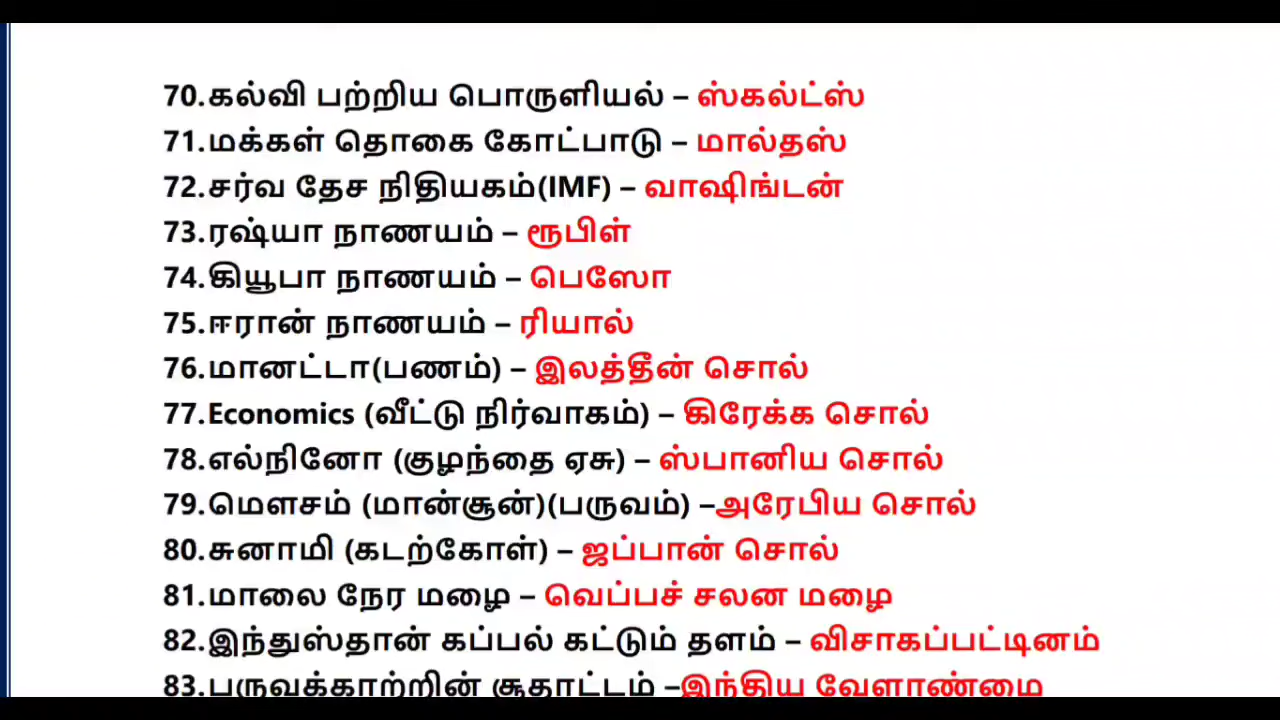 70.கல்வி பற்றிய பொருளியல் – ஸ்கல்ட்ஸ்
71.மக்கள் தொகை கோட்பாடு – மால்தஸ்
72.சர்வ தேச நிதியகம்(IMF) – வாஷிங்டன்
73.ரஷ்யா நாணயம் – ரூபிள்
74.கியூபா நாணயம் – பெஸோ
75.ஈரான் நாணயம் – ரியால்
76.மானட்டா(பணம்) – இலத்தீன் சொல்
77.Economics (வீட்டு நிர்வாகம்) – கிரேக்க சொல்
78.எல்நினோ (குழந்தை ஏசு) – ஸ்பானிய சொல்
79.மௌசம் (மான்சூன்)(பருவம்) –அரேபிய சொல்
80.சுனாமி (கடற்கோள்) – ஜப்பான் சொல்
81.மாலை நேர மழை – வெப்பச் சலன மழை
82.இந்துஸ்தான் கப்பல் கட்டும் தளம் – விசாகப்பட்டினம்
83.பருவக்காற்றின் சூதாட்டம் –இந்திய வேளாண்மை